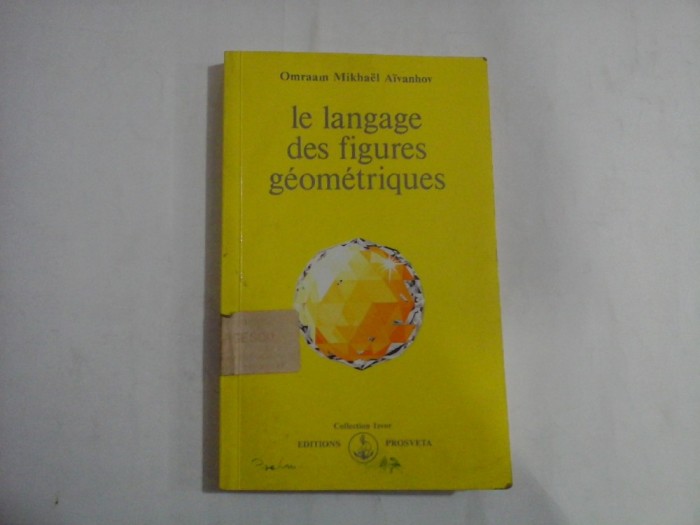 Omraam Mikhaël Aïvanhov
le langage
des figures
géométriques
Collection Izvor
EDITIONS PROSVETA